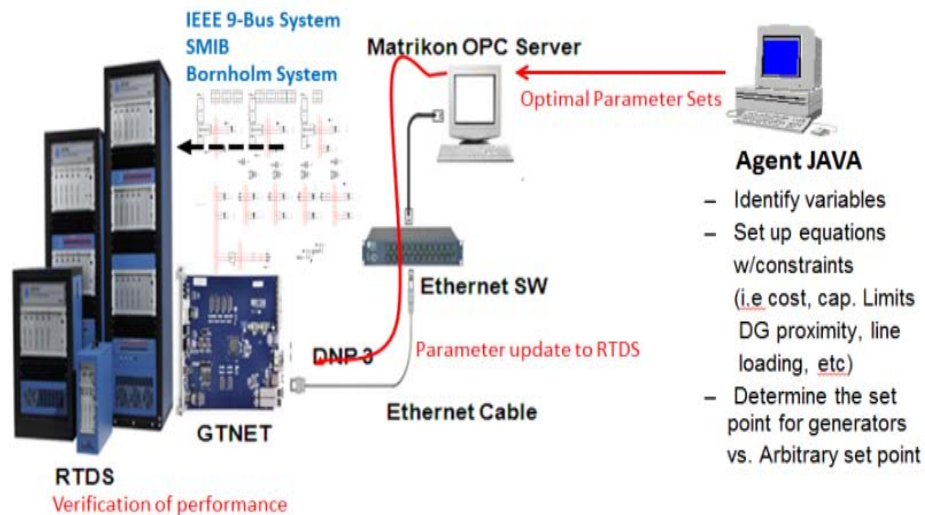 IEEE 9-Bus System
SMIB
Bornholm System
Matrikon OPC Server
Optimal Parameter Sets
Agent JAVA
– Identify variables
– Set up equations
w/constraints
(i.e cost, cap. Limits
DG proximity, line
loading, etc)
– Determine the set
point for generators
vs. Arbitrary set point
Ethernet SW
DNP 3
Parameter update to RTDS
Ethernet Cable
GTNET
RTDS
Verification of performance